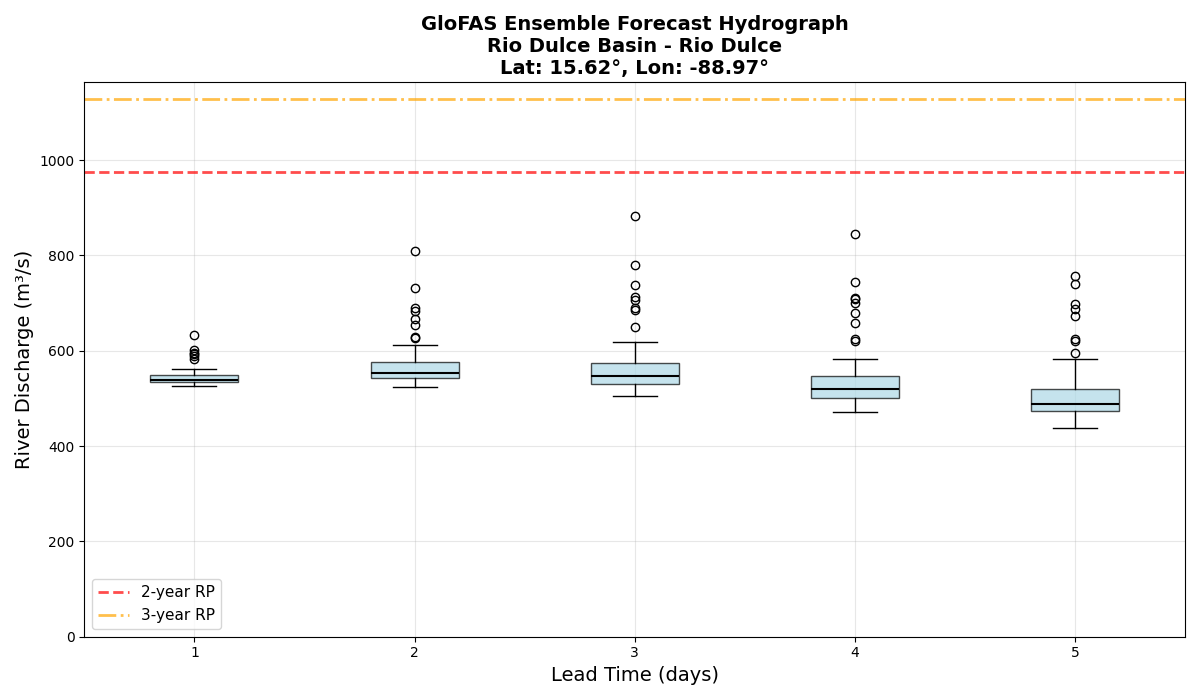 GloFAS Ensemble Forecast Hydrograph
Rio Dulce Basin - Rio Dulce
Lat: 15.62°, Lon: -88.97°
River Discharge (m³/s)
1000
800
600
400
200
0
2-year RP
3-year RP
1 2 3 4 5
Lead Time (days)